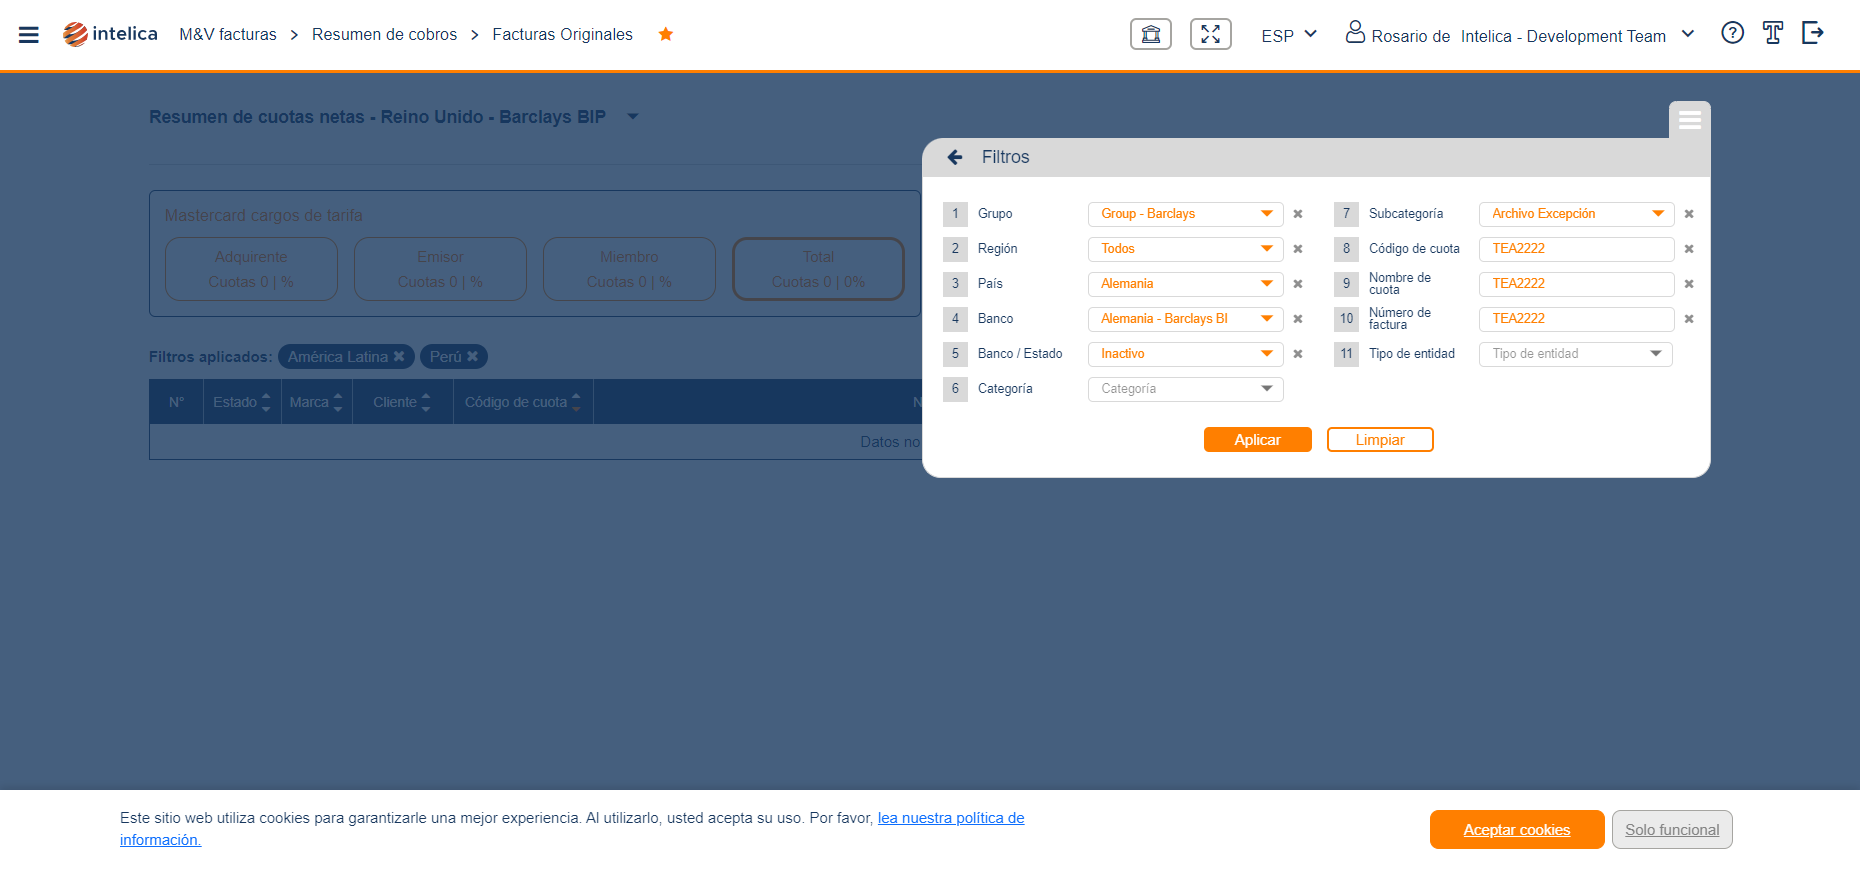 intelica M&V facturas > Resumen de cobros > Facturas Originales ESP Rosario de Intelica - Development Team
Resumen de cuotas netas - Reino Unido - Barclays BIP
Mastercard cargos de tarifa
Adquirente Emisor Miembro Total
Cuotas 0 | % Cuotas 0 | % Cuotas 0 | % Cuotas 0 | 0%
Filtros aplicados: América Latina Perú
N° Estado Marca Cliente Código de cuota N
Datos no
Filtros
1 Grupo Group - Barclays
2 Región Todos
3 País Alemania
4 Banco Alemania - Barclays BI
5 Banco / Estado Inactivo
6 Categoría Categoría
7 Subcategoría Archivo Excepción
8 Código de cuota TEA2222
9 Nombre de
cuota TEA2222
10 Número de
factura TEA2222
11 Tipo de entidad Tipo de entidad
Aplicar Limpiar
Este sitio web utiliza cookies para garantizarle una mejor experiencia. Al utilizarlo, usted acepta su uso. Por favor, lea nuestra política de
información.
Aceptar cookies Solo funcional